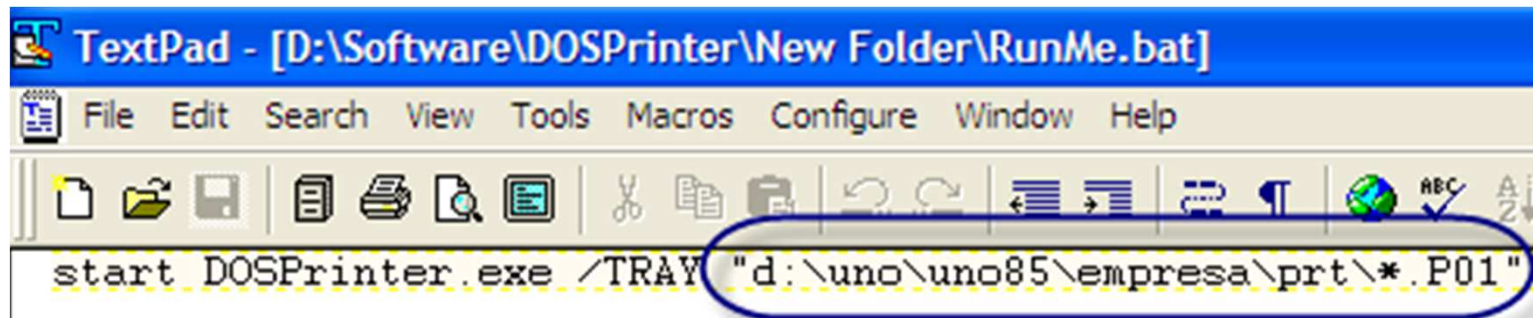 TextPad - [D:\Software\DOSPrinter\New Folder\RunMe.bat]
File Edit Search View Tools Macros Configure Window Help
ABC
start DOSPrinter.exe /TRAY "d:\uno\uno85\empresa\prt\*.P01"